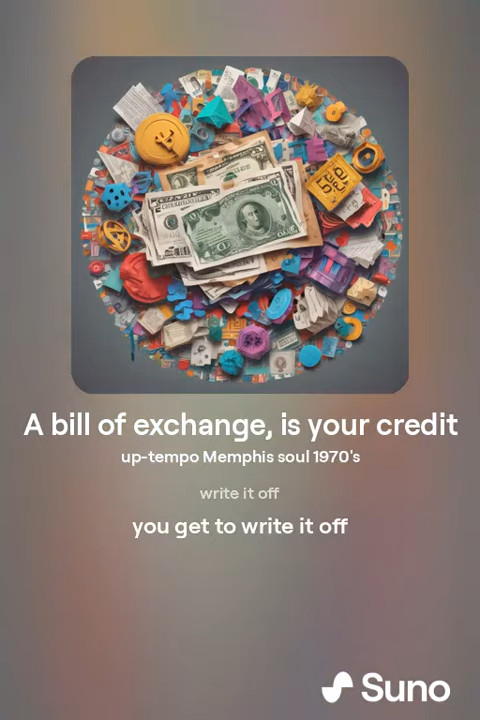 A bill of exchange, is your credit
up-tempo Memphis soul 1970's
write it off
you get to write it off
Suno